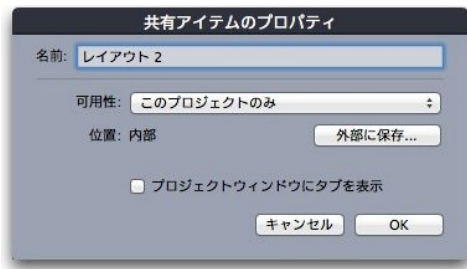 共有アイテムのプロパティ
名前: レイアウト 2
可用性: このプロジェクトのみ
位置: 内部 外部に保存...
プロジェクトウィンドウにタブを表示
キャンセル OK